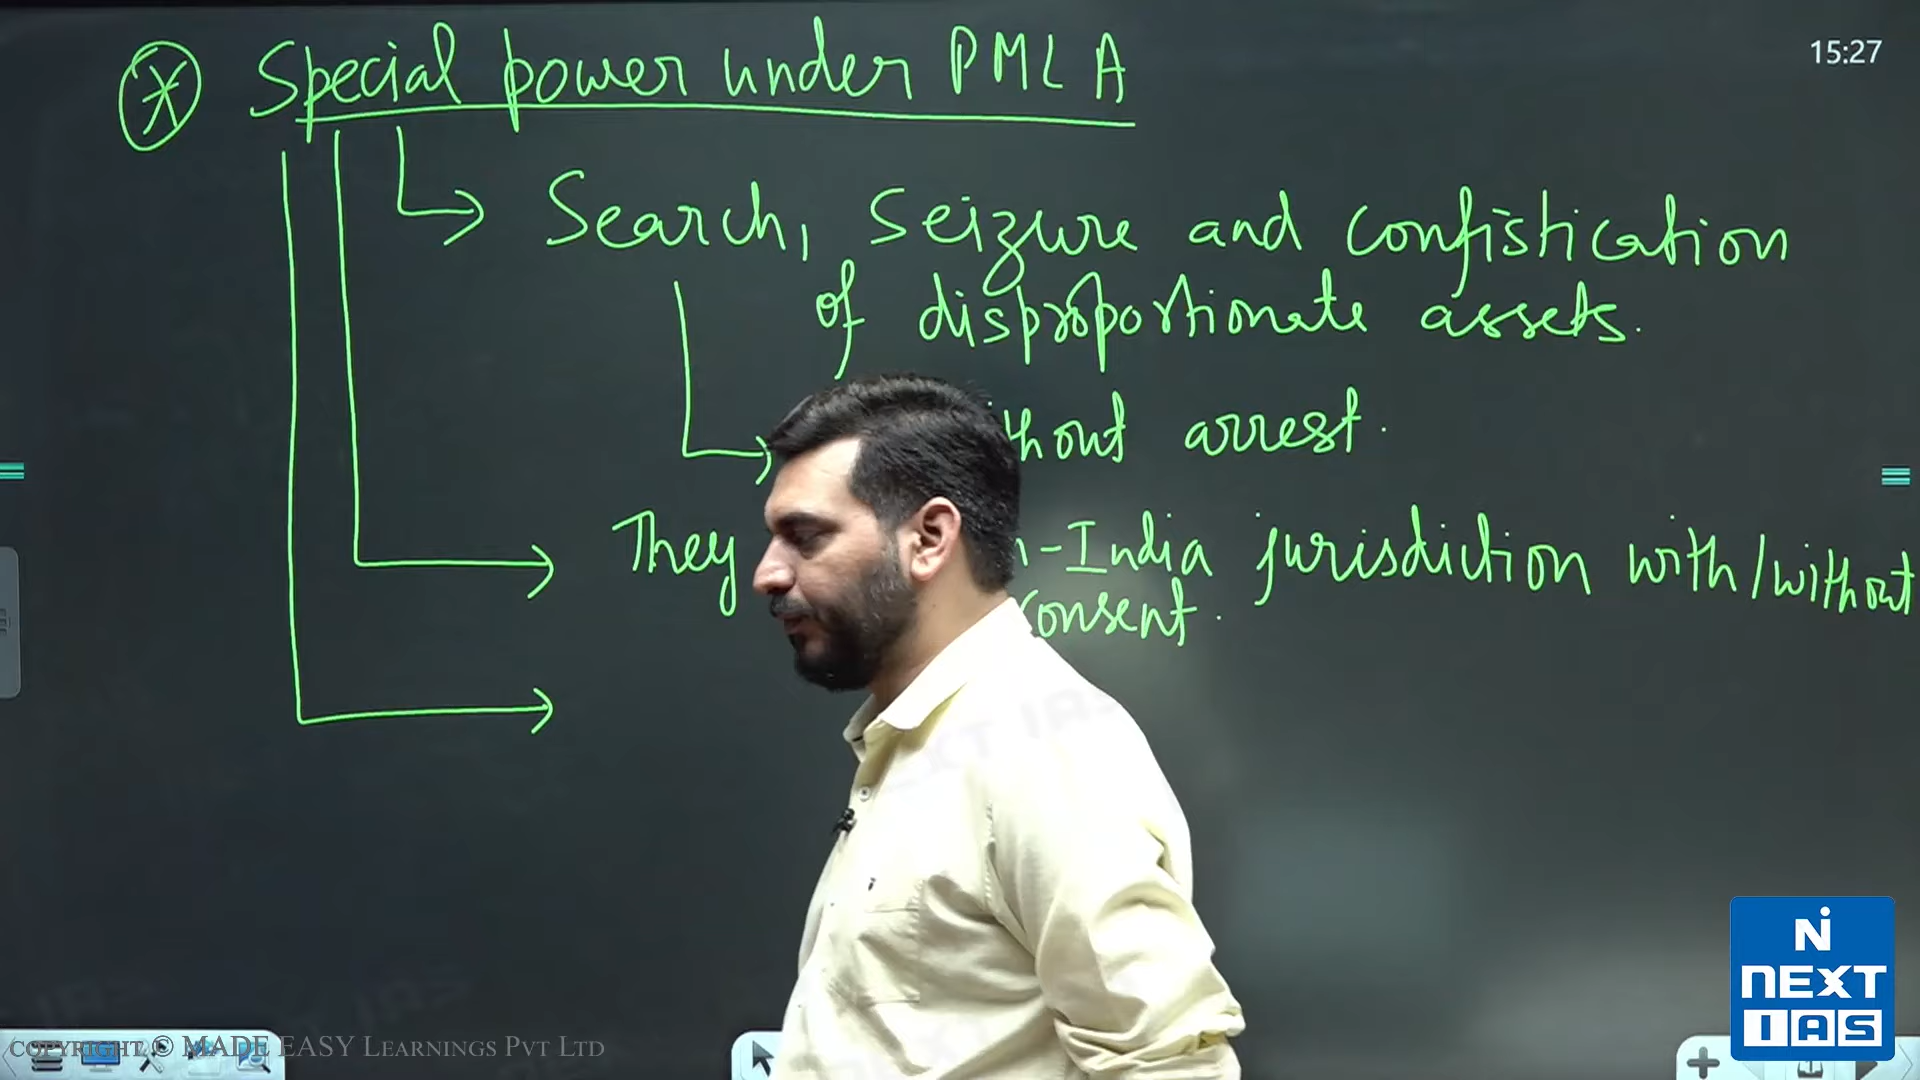 15:27
Special power under PMLA
Search, Seizure and confistication
of disproportionate assets.
arrest.
They India jurisdiction with/without
consent.
Ni
NEXT
IAS
COPYRIGHT © MADE EASY LEARNINGS PVT LTD